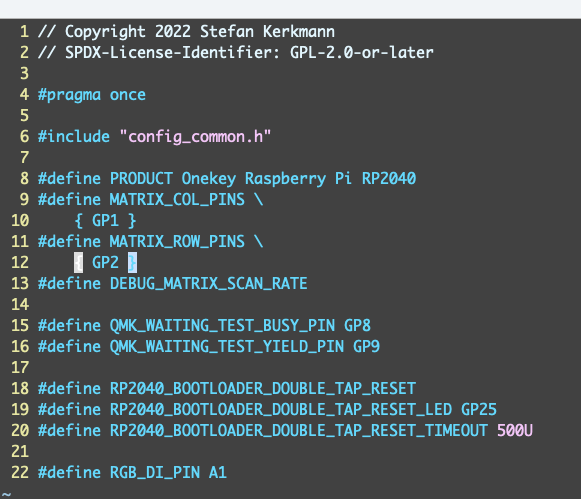 1 // Copyright 2022 Stefan Kerkmann
2 // SPDX-License-Identifier: GPL-2.0-or-later
3
4 #pragma once
5
6 #include "config_common.h"
7
8 #define PRODUCT Onekey Raspberry Pi RP2040
9 #define MATRIX_COL_PINS \
10     { GP1 }
11 #define MATRIX_ROW_PINS \
12     { GP2 }
13 #define DEBUG_MATRIX_SCAN_RATE
14
15 #define QMK_WAITING_TEST_BUSY_PIN GP8
16 #define QMK_WAITING_TEST_YIELD_PIN GP9
17
18 #define RP2040_BOOTLOADER_DOUBLE_TAP_RESET
19 #define RP2040_BOOTLOADER_DOUBLE_TAP_RESET_LED GP25
20 #define RP2040_BOOTLOADER_DOUBLE_TAP_RESET_TIMEOUT 500U
21
22 #define RGB_DI_PIN A1
~